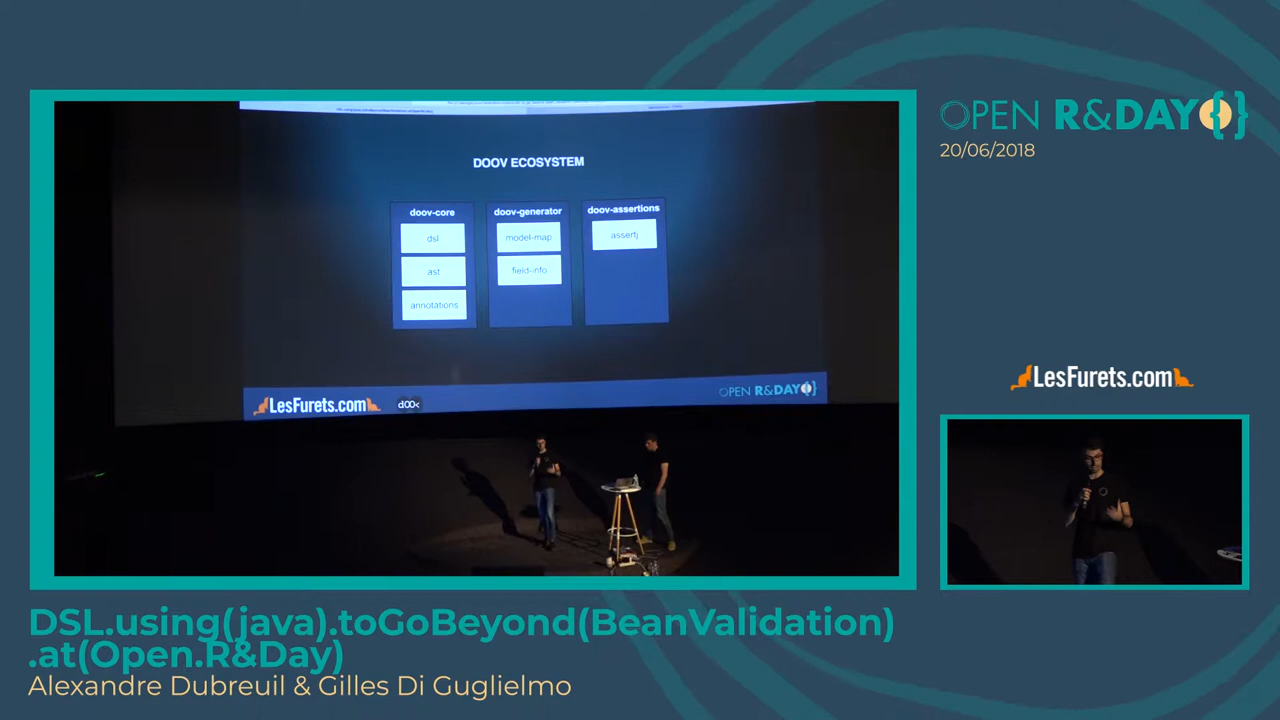 DOOV ECOSYSTEM
doov-core
dsl
ast
annotations
doov-generator
model-map
field-info
doov-assertions
assertj
LesFurets.com
OPEN R&DAY{}
OPEN R&DAY{}
20/06/2018
LesFurets.com
DSL.using(java).toGoBeyond(BeanValidation)
.at(Open.R&Day)
Alexandre Dubreuil & Gilles Di Guglielmo